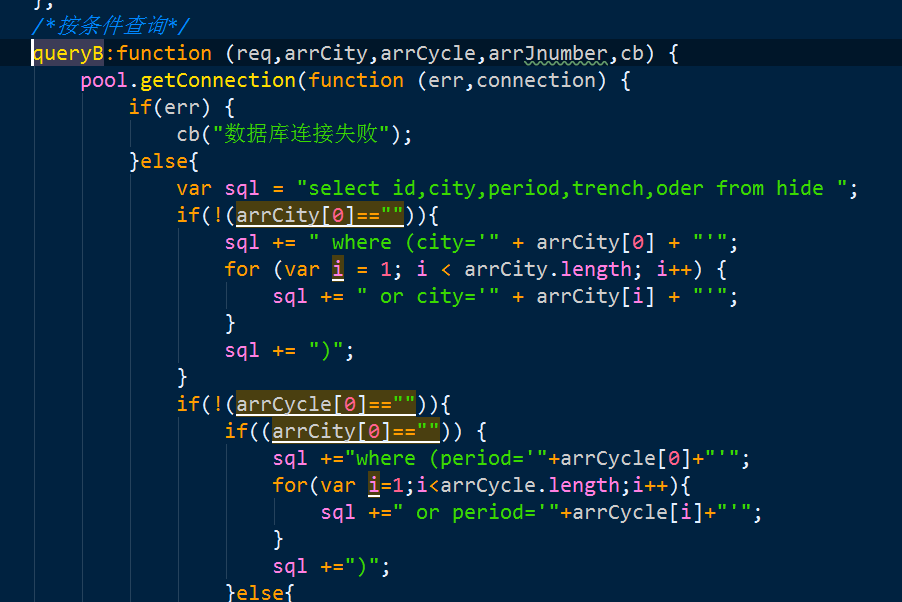 },
/*按条件查询*/
queryB:function (req,arrCity,arrCycle,arrJnumber,cb) {
pool.getConnection(function (err,connection) {
if(err) {
cb("数据库连接失败");
}else{
var sql = "select id,city,period,trench,oder from hide ";
if(!(arrCity[0]=="")){
sql += " where (city='" + arrCity[0] + "'";
for (var i = 1; i < arrCity.length; i++) {
sql += " or city='" + arrCity[i] + "'";
}
sql += ")";
}
if(!(arrCycle[0]=="")){
if((arrCity[0]=="")) {
sql +="where (period='"+arrCycle[0]+"'";
for(var i=1;i<arrCycle.length;i++){
sql +=" or period='"+arrCycle[i]+"'";
}
sql +=")";
}else{